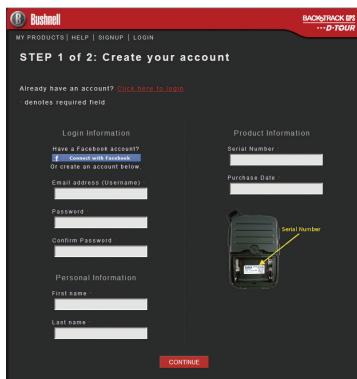 Bushnell
BACKTRACK GPS
D-TOUR
MY PRODUCTS | HELP | SIGNUP | LOGIN
STEP 1 of 2: Create your account
Already have an account? Click here to login
* denotes required field
Login Information
Have a Facebook account?
f Connect with Facebook
Or create an account below.
Email address (Username) *
Password *
Confirm Password *
Personal Information
First name *
Last name *
Product Information
Serial Number *
Purchase Date *
Serial Number
CONTINUE